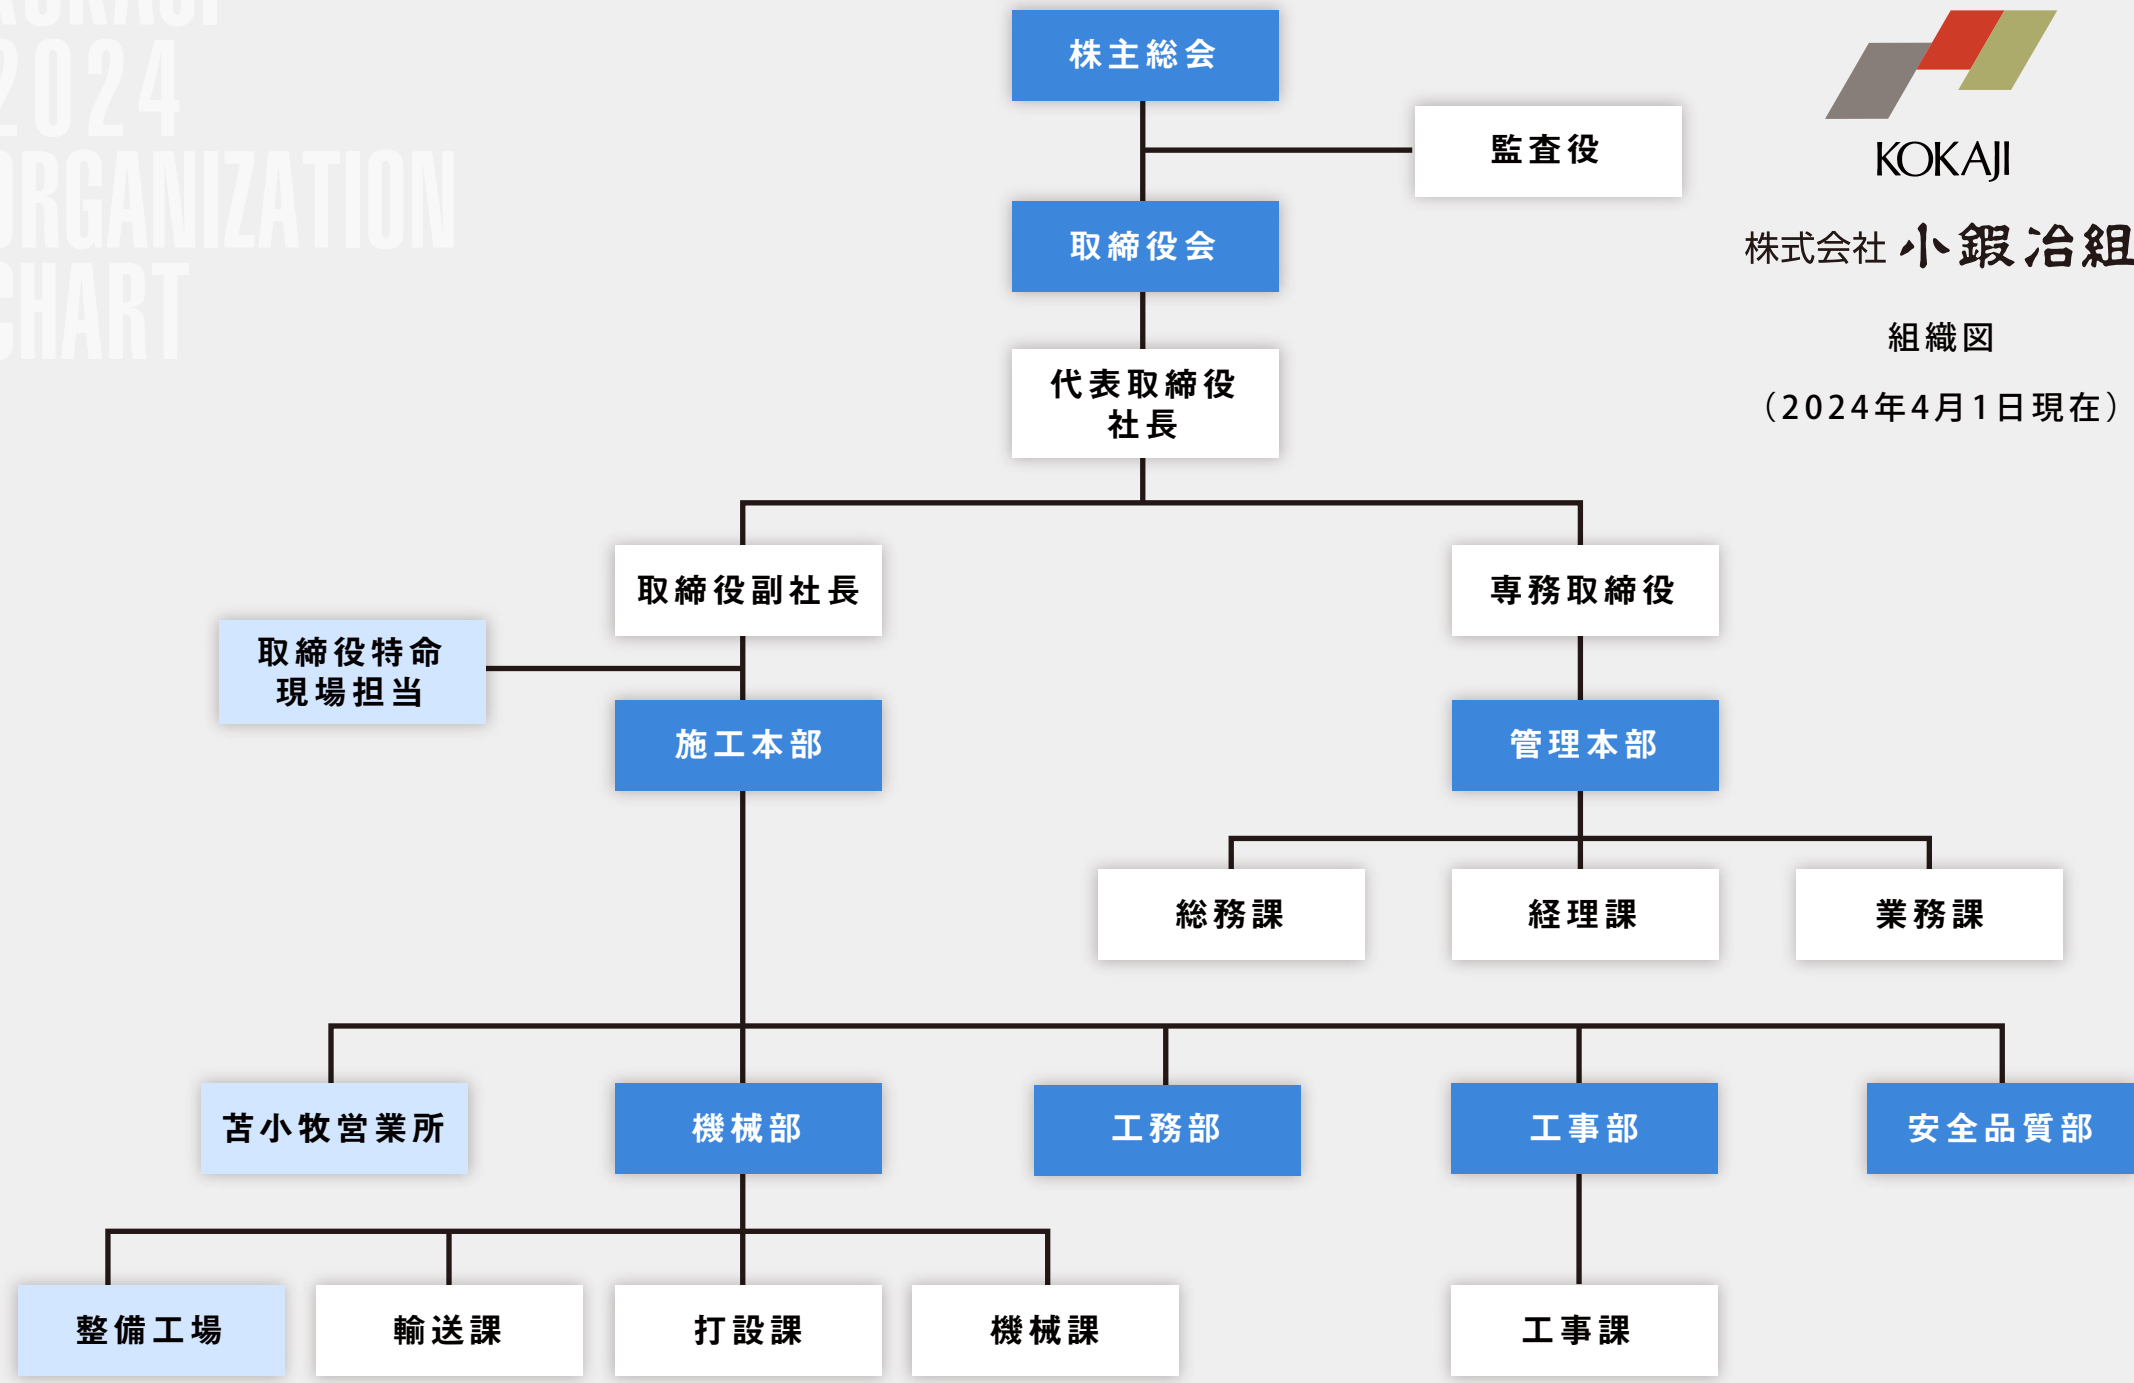 2024
ORGANIZATION
CHART
株主総会
監査役
取締役会
代表取締役
社長
KOKAJI
株式会社 小鍛冶組
組織図
（2024年4月1日現在）
取締役副社長
専務取締役
取締役特命
現場担当
施工本部
管理本部
総務課
経理課
業務課
苫小牧営業所
機械部
工務部
工事部
安全品質部
整備工場
輸送課
打設課
機械課
工事課